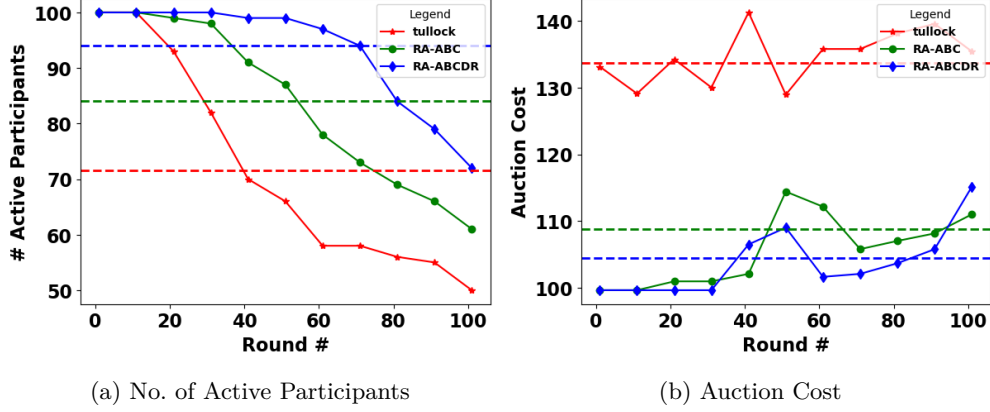 Legend
tullock
RA-ABC
RA-ABCDR
100
90
80
70
60
50
# Active Participants
0 20 40 60 80 100
Round #
(a) No. of Active Participants
Legend
tullock
RA-ABC
RA-ABCDR
140
130
120
110
100
Auction Cost
0 20 40 60 80 100
Round #
(b) Auction Cost